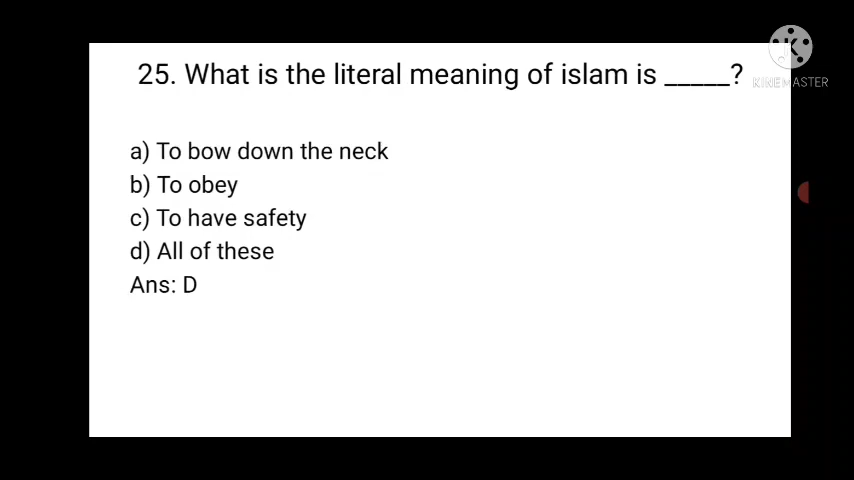 25. What is the literal meaning of islam is _____?
KINEMASTER
a) To bow down the neck
b) To obey
c) To have safety
d) All of these
Ans: D